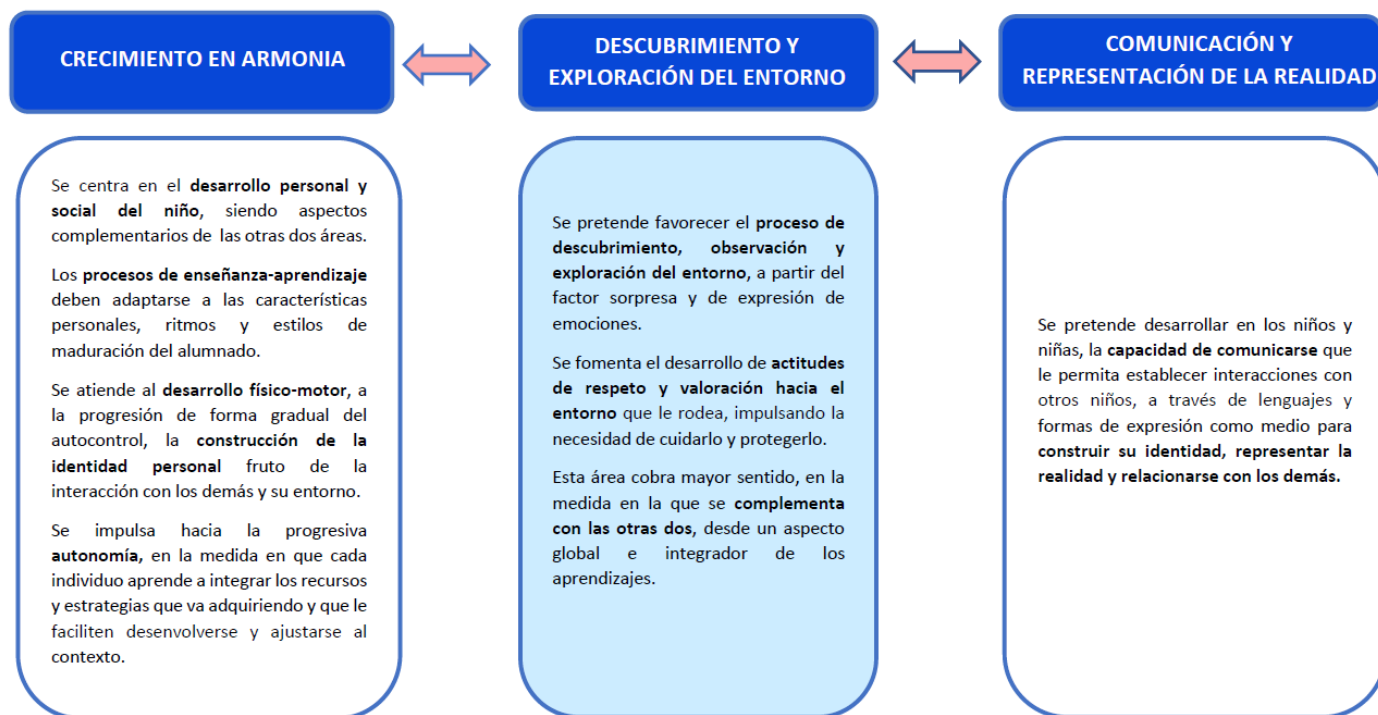 CRECIMIENTO EN ARMONIA
DESCUBRIMIENTO Y
EXPLORACIÓN DEL ENTORNO
COMUNICACIÓN Y
REPRESENTACIÓN DE LA REALIDAD
Se centra en el desarrollo personal y
social del niño, siendo aspectos
complementarios de las otras dos áreas.
Los procesos de enseñanza-aprendizaje
deben adaptarse a las características
personales, ritmos y estilos de
maduración del alumnado.
Se atiende al desarrollo físico-motor, a
la progresión de forma gradual del
autocontrol, la construcción de la
identidad personal fruto de la
interacción con los demás y su entorno.
Se impulsa hacia la progresiva
autonomía, en la medida en que cada
individuo aprende a integrar los recursos
y estrategias que va adquiriendo y que le
faciliten desenvolverse y ajustarse al
contexto.
Se pretende favorecer el proceso de
descubrimiento, observación y
exploración del entorno, a partir del
factor sorpresa y de expresión de
emociones.
Se fomenta el desarrollo de actitudes
de respeto y valoración hacia el
entorno que le rodea, impulsando la
necesidad de cuidarlo y protegerlo.
Esta área cobra mayor sentido, en la
medida en la que se complementa
con las otras dos, desde un aspecto
global e integrador de los
aprendizajes.
Se pretende desarrollar en los niños y
niñas, la capacidad de comunicarse que
le permita establecer interacciones con
otros niños, a través de lenguajes y
formas de expresión como medio para
construir su identidad, representar la
realidad y relacionarse con los demás.